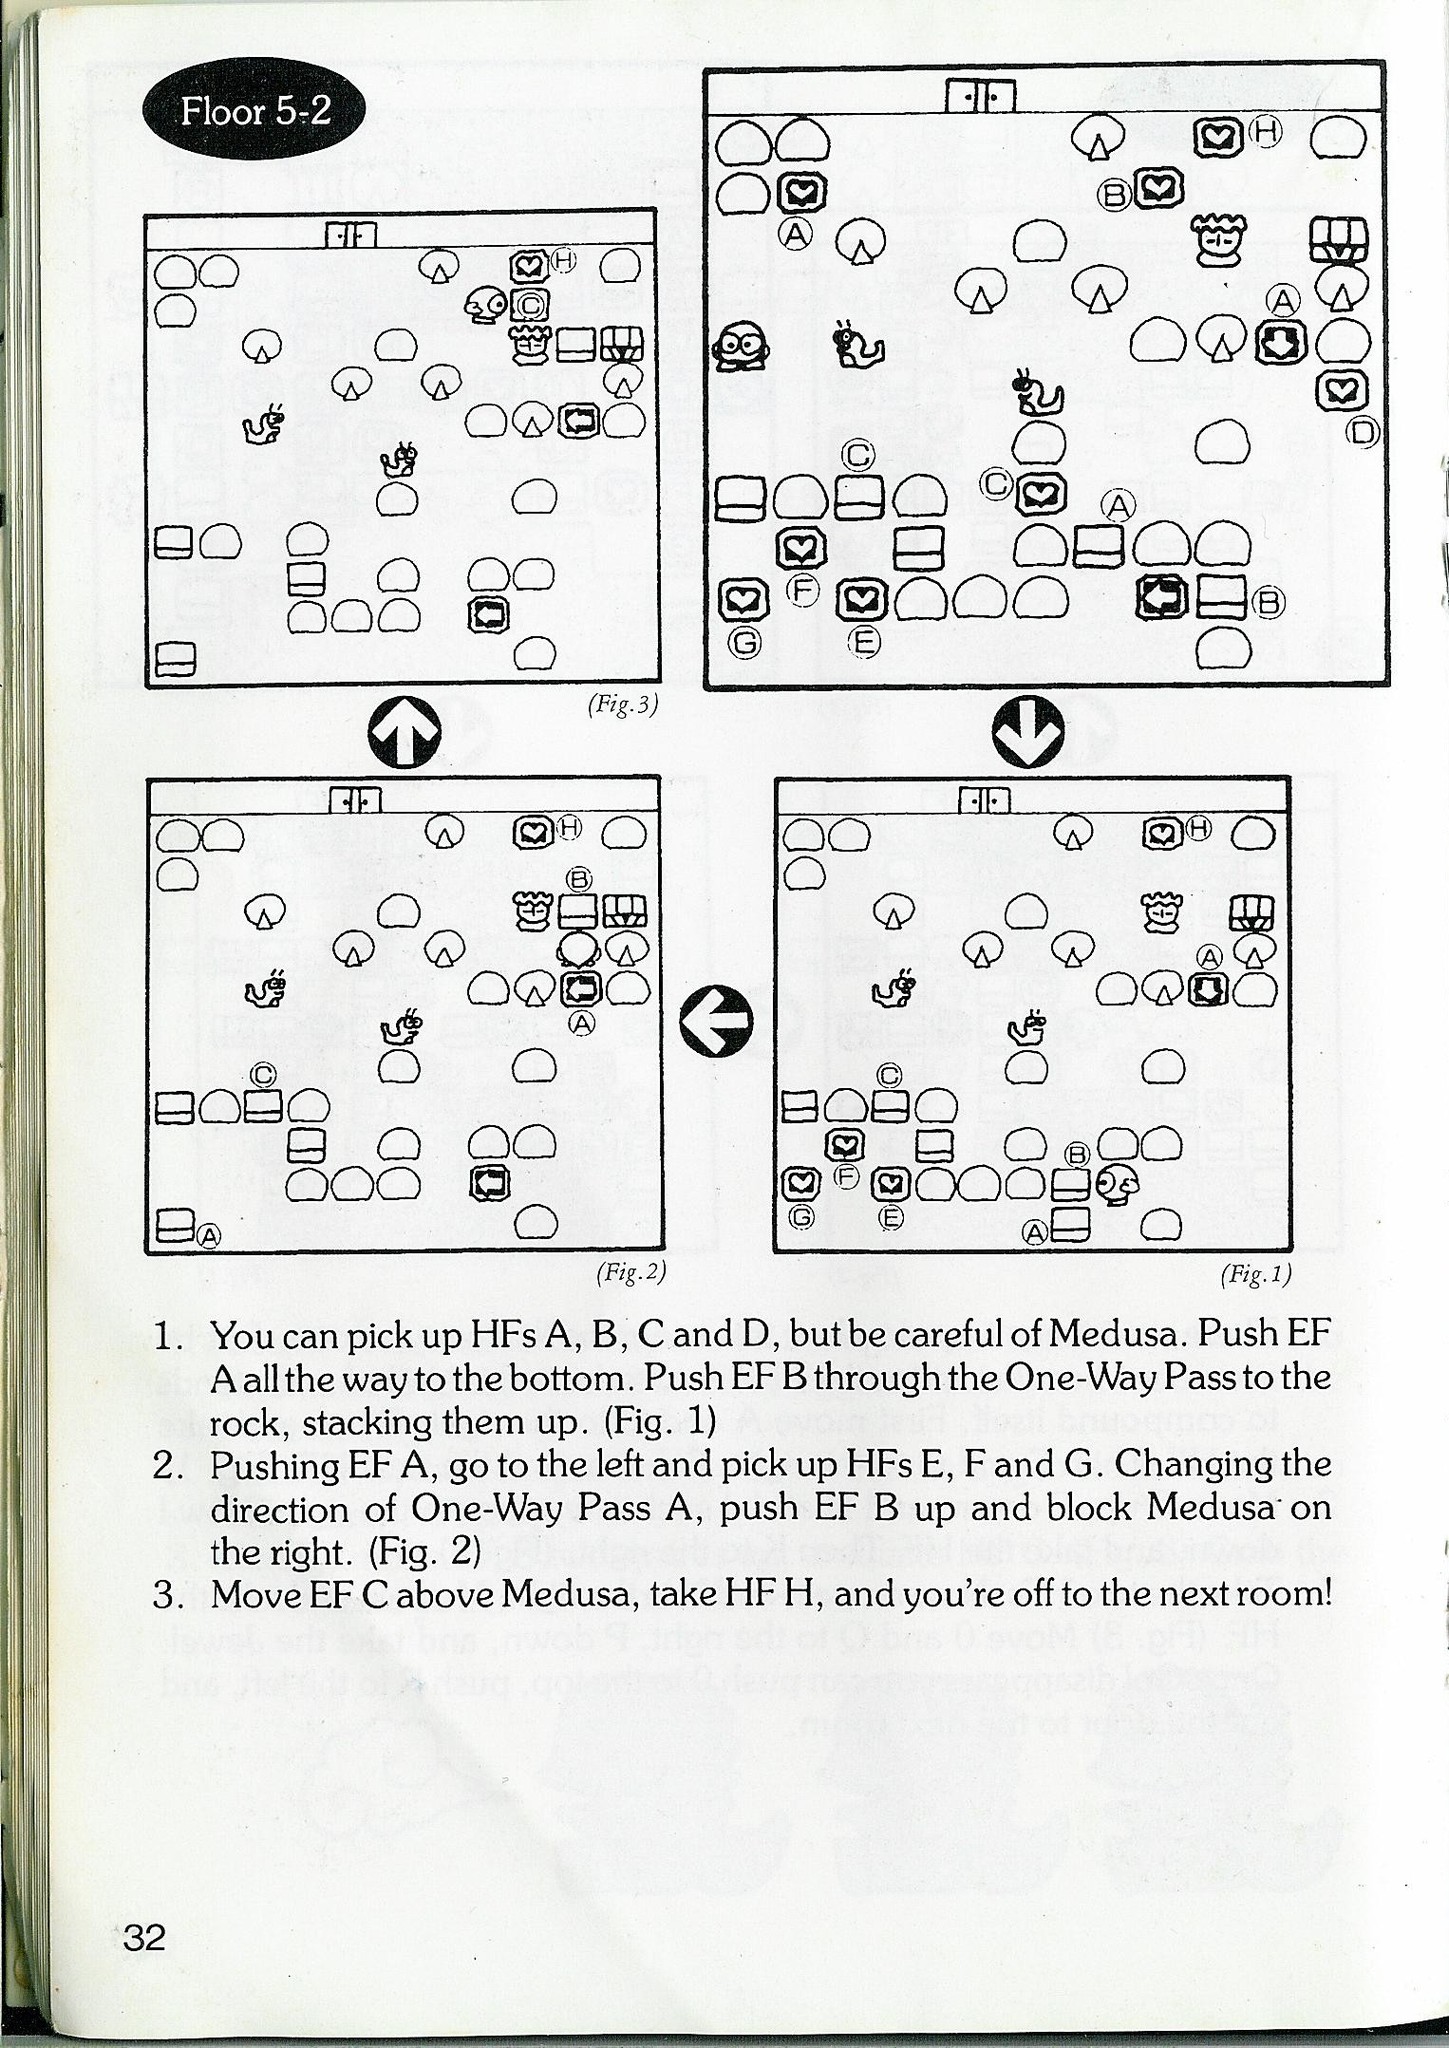 Floor 5-2
H
B
A
A
D
C
C
A
F
B
G
E
H
C
(Fig.3)
H
B
A
C
A
(Fig.2)
H
A
C
B
F
G
E
A
(Fig.1)
1. You can pick up HFs A, B, C and D, but be careful of Medusa. Push EF
A all the way to the bottom. Push EF B through the One-Way Pass to the
rock, stacking them up. (Fig. 1)
2. Pushing EF A, go to the left and pick up HFs E, F and G. Changing the
direction of One-Way Pass A, push EF B up and block Medusa on
the right. (Fig. 2)
3. Move EF C above Medusa, take HF H, and you're off to the next room!
32